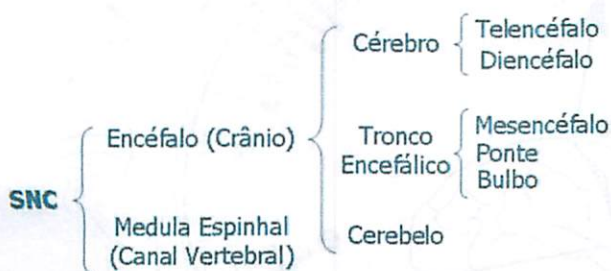 SNC
Encéfalo (Crânio)
Cérebro
Telencéfalo
Diencéfalo
Tronco
Encefálico
Mesencéfalo
Ponte
Bulbo
Cerebelo
Medula Espinhal
(Canal Vertebral)